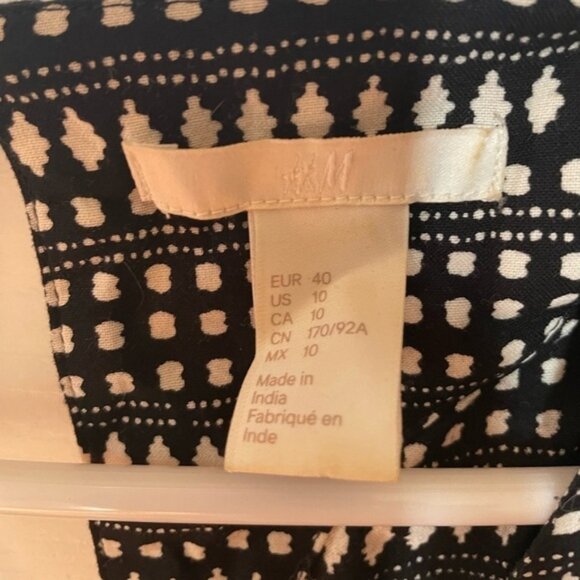 H&M
EUR 40
US 10
CA 10
CN 170/92A
MX 10
Made in
India
Fabriqué en
Inde